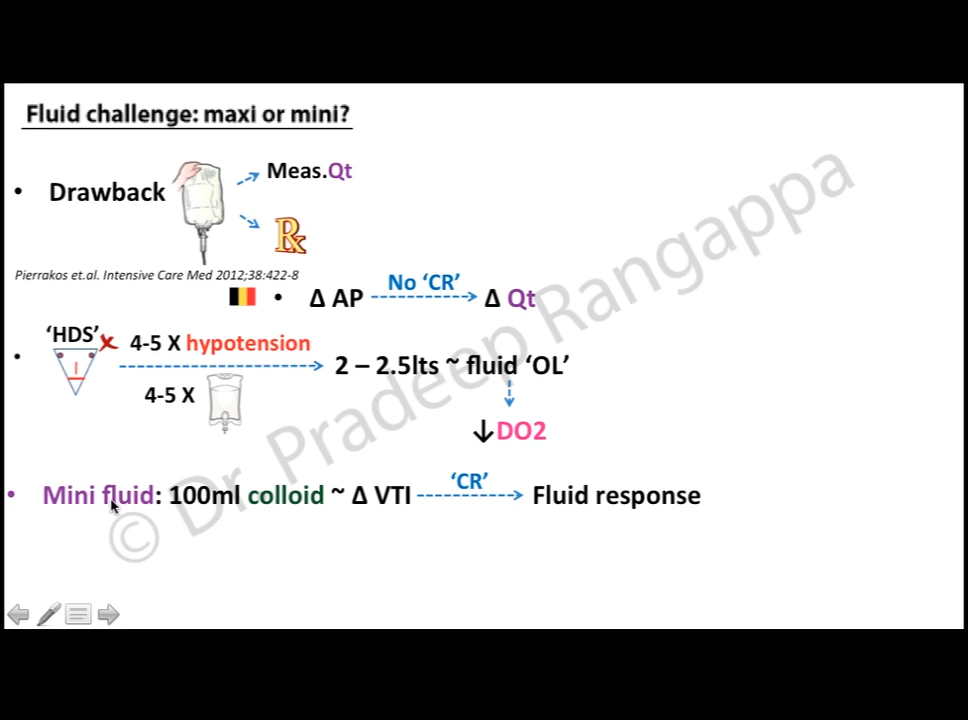 Fluid challenge: maxi or mini?
Meas.Qt
• Drawback
Rx
Pierrakos et.al. Intensive Care Med 2012;38:422-8
• Δ AP No ‘CR’ Δ Qt
• ‘HDS’ x 4-5 X hypotension
2 – 2.5lts ~ fluid ‘OL’
4-5 X
↓DO2
• Mini fluid: 100ml colloid ~ Δ VTI ‘CR’ Fluid response
© Dr. Pradeep Rangappa